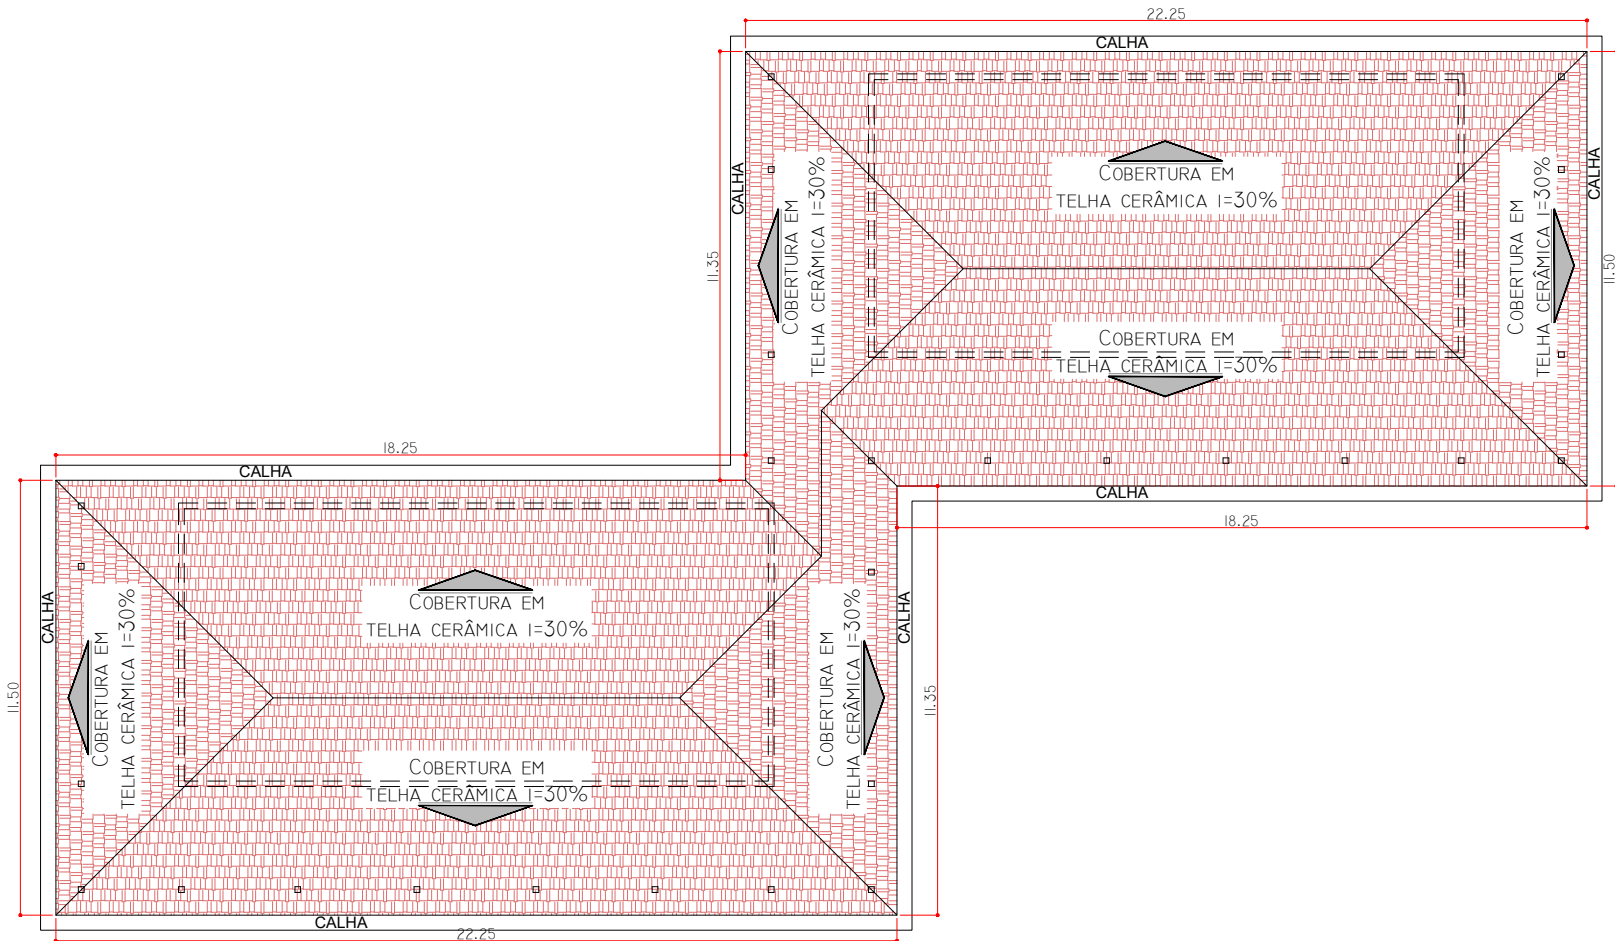 22.25
CALHA
CALHA
11.35
COBERTURA EM
TELHA CERÂMICA I=30%
COBERTURA EM
TELHA CERÂMICA I=30%
COBERTURA EM
TELHA CERÂMICA I=30%
COBERTURA EM
TELHA CERÂMICA I=30%
CALHA
11.50
CALHA
18.25
18.25
CALHA
CALHA
11.50
COBERTURA EM
TELHA CERÂMICA I=30%
COBERTURA EM
TELHA CERÂMICA I=30%
COBERTURA EM
TELHA CERÂMICA I=30%
COBERTURA EM
TELHA CERÂMICA I=30%
CALHA
11.35
CALHA
22.25